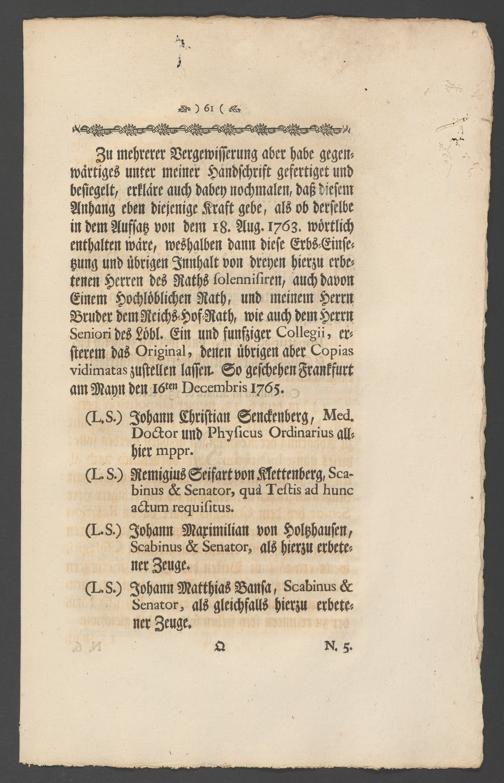 ) 61 (
Zu mehrerer Vergewisserung aber habe gegen-
wärtiges unter meiner Handschrift gefertiget und
besiegelt, erkläre auch dabey nochmalen, daß diesem
Anhang eben diejenige Kraft gebe, als ob derselbe
in dem Aufsatz von dem 18. Aug. 1763. wörtlich
enthalten wäre, weshalben dann diese Erbs-Einse-
tzung und übrigen Innhalt von dreyen hierzu erbe-
tenen Herren des Raths solennisiren, auch davon
Einem Hochlöblichen Rath, und meinem Herrn
Bruder dem Reichs-Hof-Rath, wie auch dem Herrn
Seniori des Löbl. Ein und funfziger Collegii, er-
sterem das Original, denen übrigen aber Copias
vidimatas zustellen lassen. So geschehen Franckfurt
am Mayn den 16ten Decembris 1765.
(L.S.) Johann Christian Senckenberg, Med.
Doctor und Physicus Ordinarius all-
hier mppr.
(L.S.) Remigius Seifart von Klettenberg, Sca-
binus & Senator, quà Testis ad hunc
actum requisitus.
(L.S.) Johann Maximilian von Holtzhausen,
Scabinus & Senator, als hierzu erbete-
ner Zeuge.
(L.S.) Johann Matthias Bansa, Scabinus &
Senator, als gleichfalls hierzu erbete-
ner Zeuge.
Q N. 5.